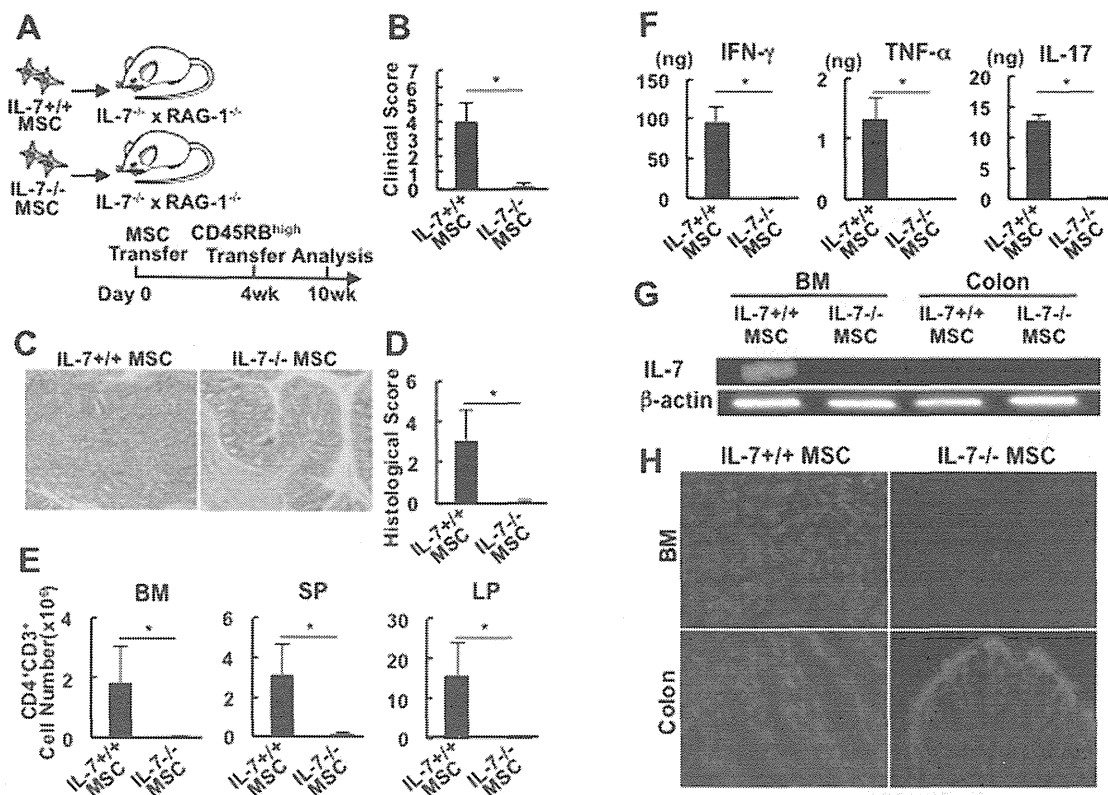 A
IL-7+/+
MSC
IL-7-/- x RAG-1-/-
IL-7-/-
MSC
IL-7-/- x RAG-1-/-
MSC Transfer
CD45RBhigh Transfer
Analysis
Day 0
4wk
10wk
B
Clinical Score
7
6
5
4
3
2
1
0
*
IL-7+/+
MSC
IL-7-/-
MSC
C
IL-7+/+ MSC
IL-7-/- MSC
D
Histological Score
6
4
2
0
*
IL-7+/+
MSC
IL-7-/-
MSC
E
CD4+CD3+
Cell Number(x10⁶)
BM
4
2
0
*
IL-7+/+
MSC
IL-7-/-
MSC
SP
6
4
2
0
*
IL-7+/+
MSC
IL-7-/-
MSC
LP
30
20
10
0
*
IL-7+/+
MSC
IL-7-/-
MSC
F
(ng)
IFN-γ
150
100
50
0
*
IL-7+/+
MSC
IL-7-/-
MSC
(ng)
TNF-α
2
1
0
*
IL-7+/+
MSC
IL-7-/-
MSC
(ng)
IL-17
20
15
10
5
0
*
IL-7+/+
MSC
IL-7-/-
MSC
G
BM
Colon
IL-7+/+
MSC
IL-7-/-
MSC
IL-7+/+
MSC
IL-7-/-
MSC
IL-7
β-actin
H
IL-7+/+ MSC
IL-7-/- MSC
BM
Colon